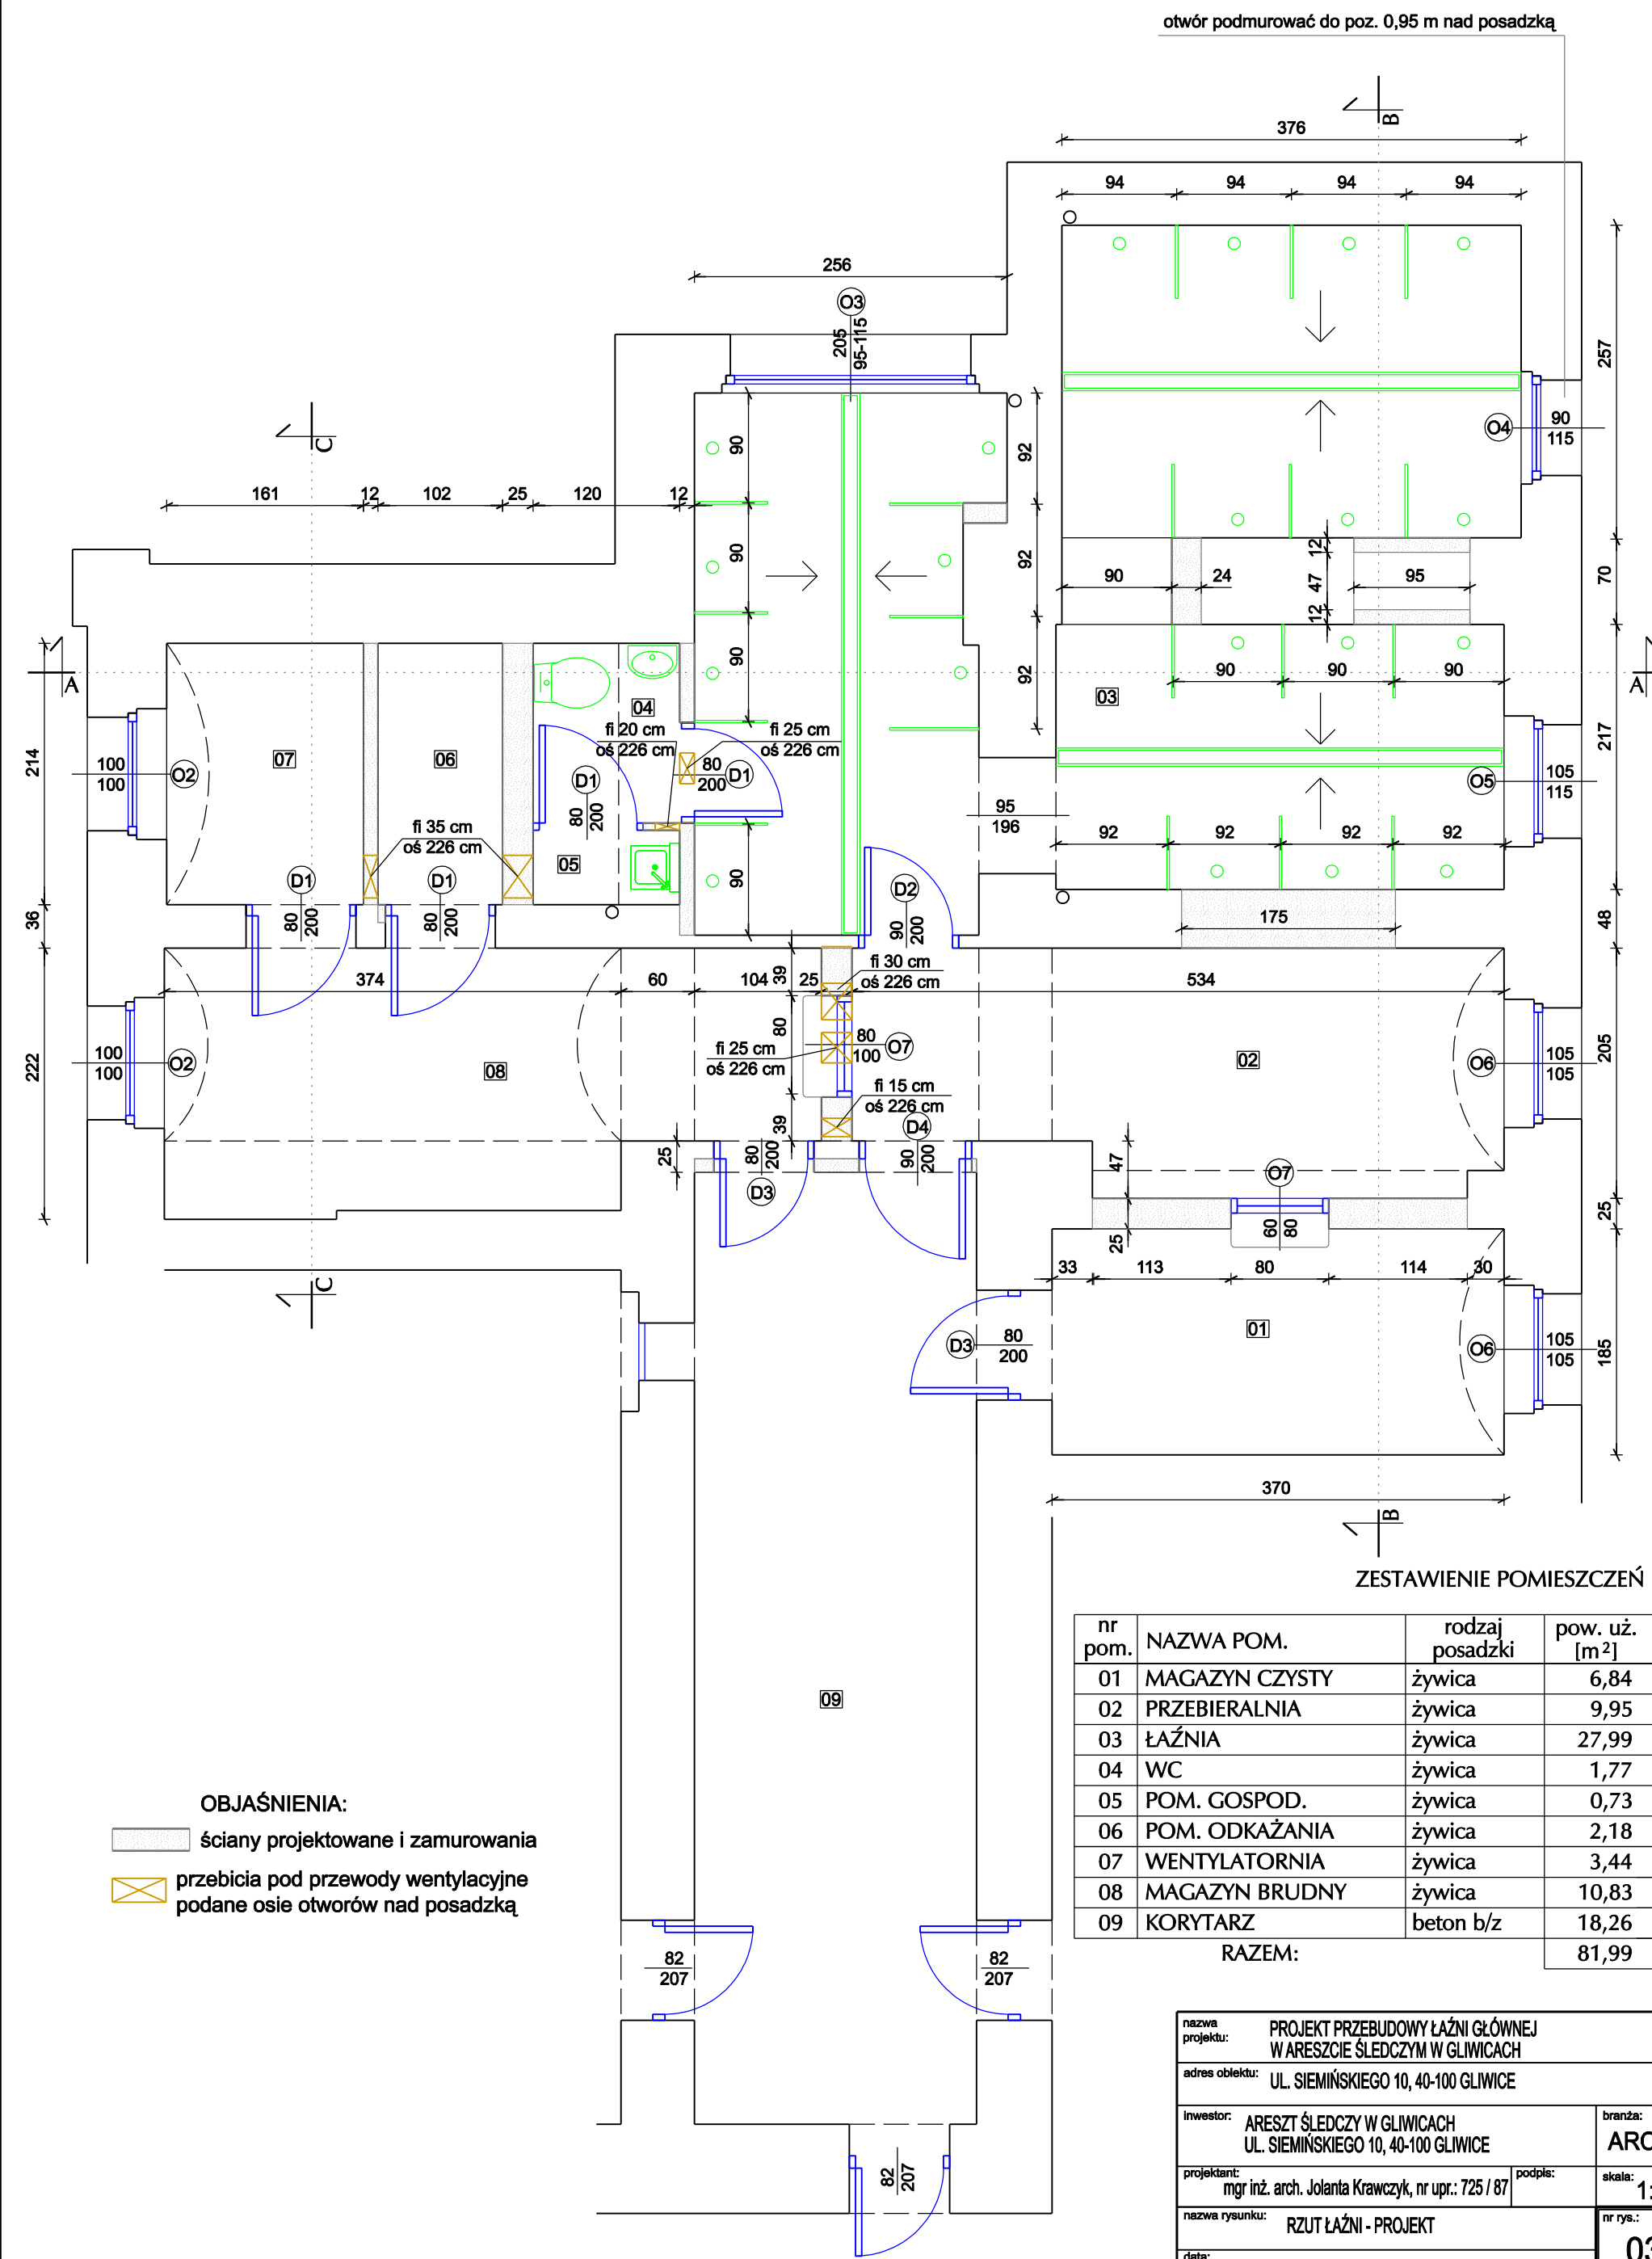 otwór podmurować do poz. 0,95 m nad posadzką
B
376
94 94 94 94
256
O3
205
95-115
257
O4
90
115
C
161 12 102 25 120 12
90
92
90
92
90
92
12
47
12
90
24
95
70
A
A
03
90 90 90
04
fi 20 cm
oś 226 cm
fi 25 cm
oś 226 cm
214
100
100
O2
07
06
D1
80
200
80
200
D1
217
O5
105
115
95
196
92 92 92 92
fi 35 cm
oś 226 cm
05
90
D1
80
200
D1
80
200
D2
90
200
36
175
48
374
60
104
25
39
fi 30 cm
oś 226 cm
534
80
80
100
O7
fi 25 cm
oś 226 cm
100
100
O2
222
08
02
O6
105
105
205
fi 15 cm
oś 226 cm
39
D4
90
200
25
80
200
D3
47
O7
60
80
25
25
C
33 113 80 114 30
D3
80
200
01
O6
105
105
185
370
B
ZESTAWIENIE POMIESZCZEŃ
nr pom. NAZWA POM. rodzaj posadzki pow. uż. [m²]
01 MAGAZYN CZYSTY żywica 6,84
02 PRZEBIERALNIA żywica 9,95
03 ŁAŹNIA żywica 27,99
04 WC żywica 1,77
05 POM. GOSPOD. żywica 0,73
06 POM. ODKAŻANIA żywica 2,18
07 WENTYLATORNIA żywica 3,44
08 MAGAZYN BRUDNY żywica 10,83
09 KORYTARZ beton b/z 18,26
RAZEM: 81,99
09
OBJAŚNIENIA:
ściany projektowane i zamurowania
przebicia pod przewody wentylacyjne
podane osie otworów nad posadzką
82
207
82
207
82
207
nazwa projektu: PROJEKT PRZEBUDOWY ŁAŹNI GŁÓWNEJ
W ARESZCIE ŚLEDCZYM W GLIWICACH
adres obiektu: UL. SIEMIŃSKIEGO 10, 40-100 GLIWICE
inwestor: ARESZT ŚLEDCZY W GLIWICACH
UL. SIEMIŃSKIEGO 10, 40-100 GLIWICE
branża:
ARC
projektant: mgr inż. arch. Jolanta Krawczyk, nr upr.: 725 / 87
podpis:
skala:
1:
nazwa rysunku: RZUT ŁAŹNI - PROJEKT
nr rys.:
03
data: